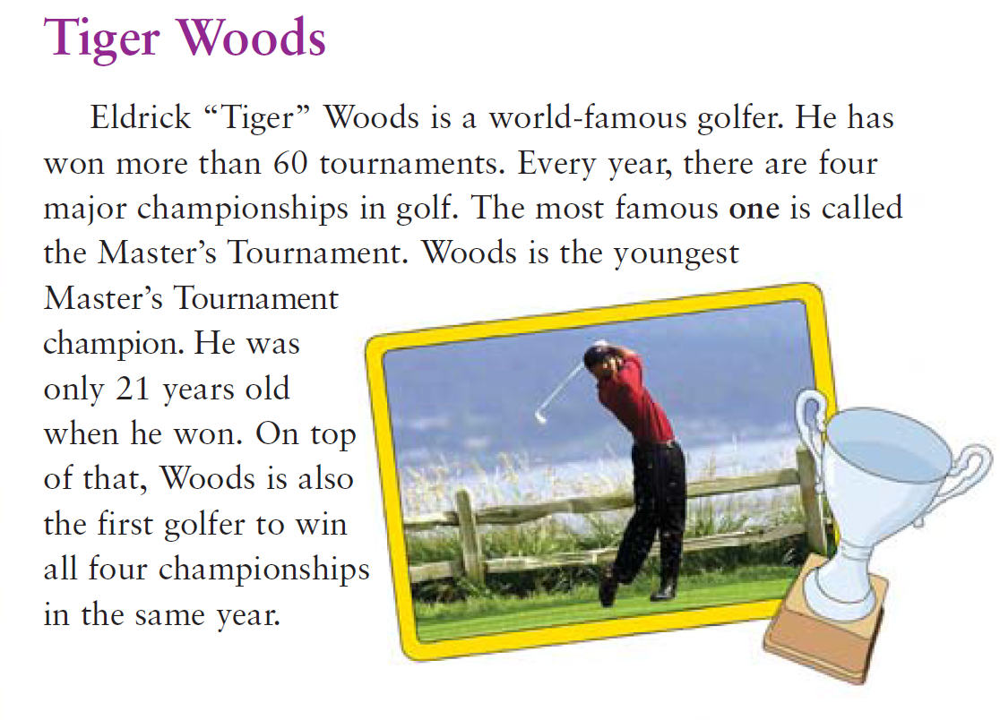 Tiger Woods
Eldrick “Tiger” Woods is a world-famous golfer. He has
won more than 60 tournaments. Every year, there are four
major championships in golf. The most famous one is called
the Master’s Tournament. Woods is the youngest
Master’s Tournament
champion. He was
only 21 years old
when he won. On top
of that, Woods is also
the first golfer to win
all four championships
in the same year.